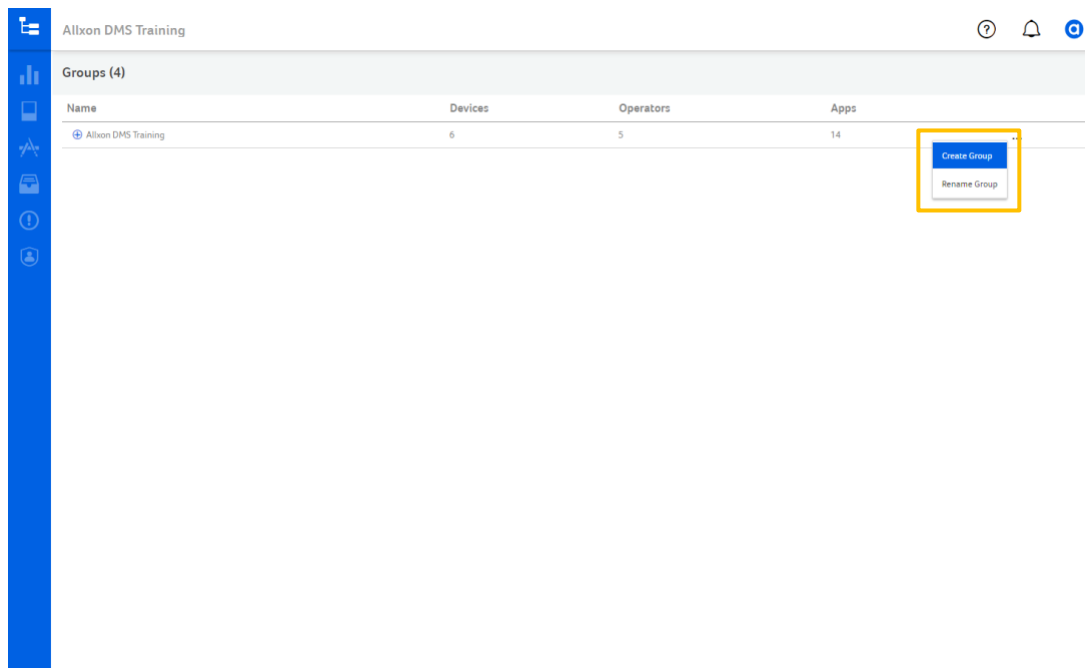 Allxon DMS Training
Groups (4)
Name Devices Operators Apps
Allxon DMS Training 6 5 14 ...
Create Group
Rename Group